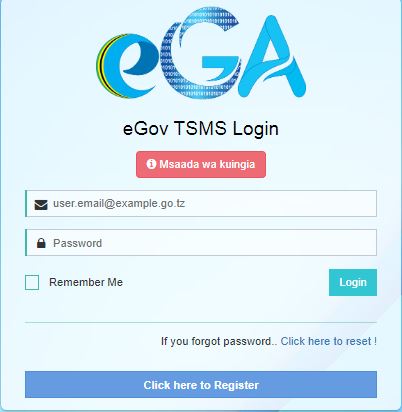 eGA
eGov TSMS Login
Msaada wa kuingia
user.email@example.go.tz
Password
Remember Me
Login
If you forgot password.. Click here to reset !
Click here to Register